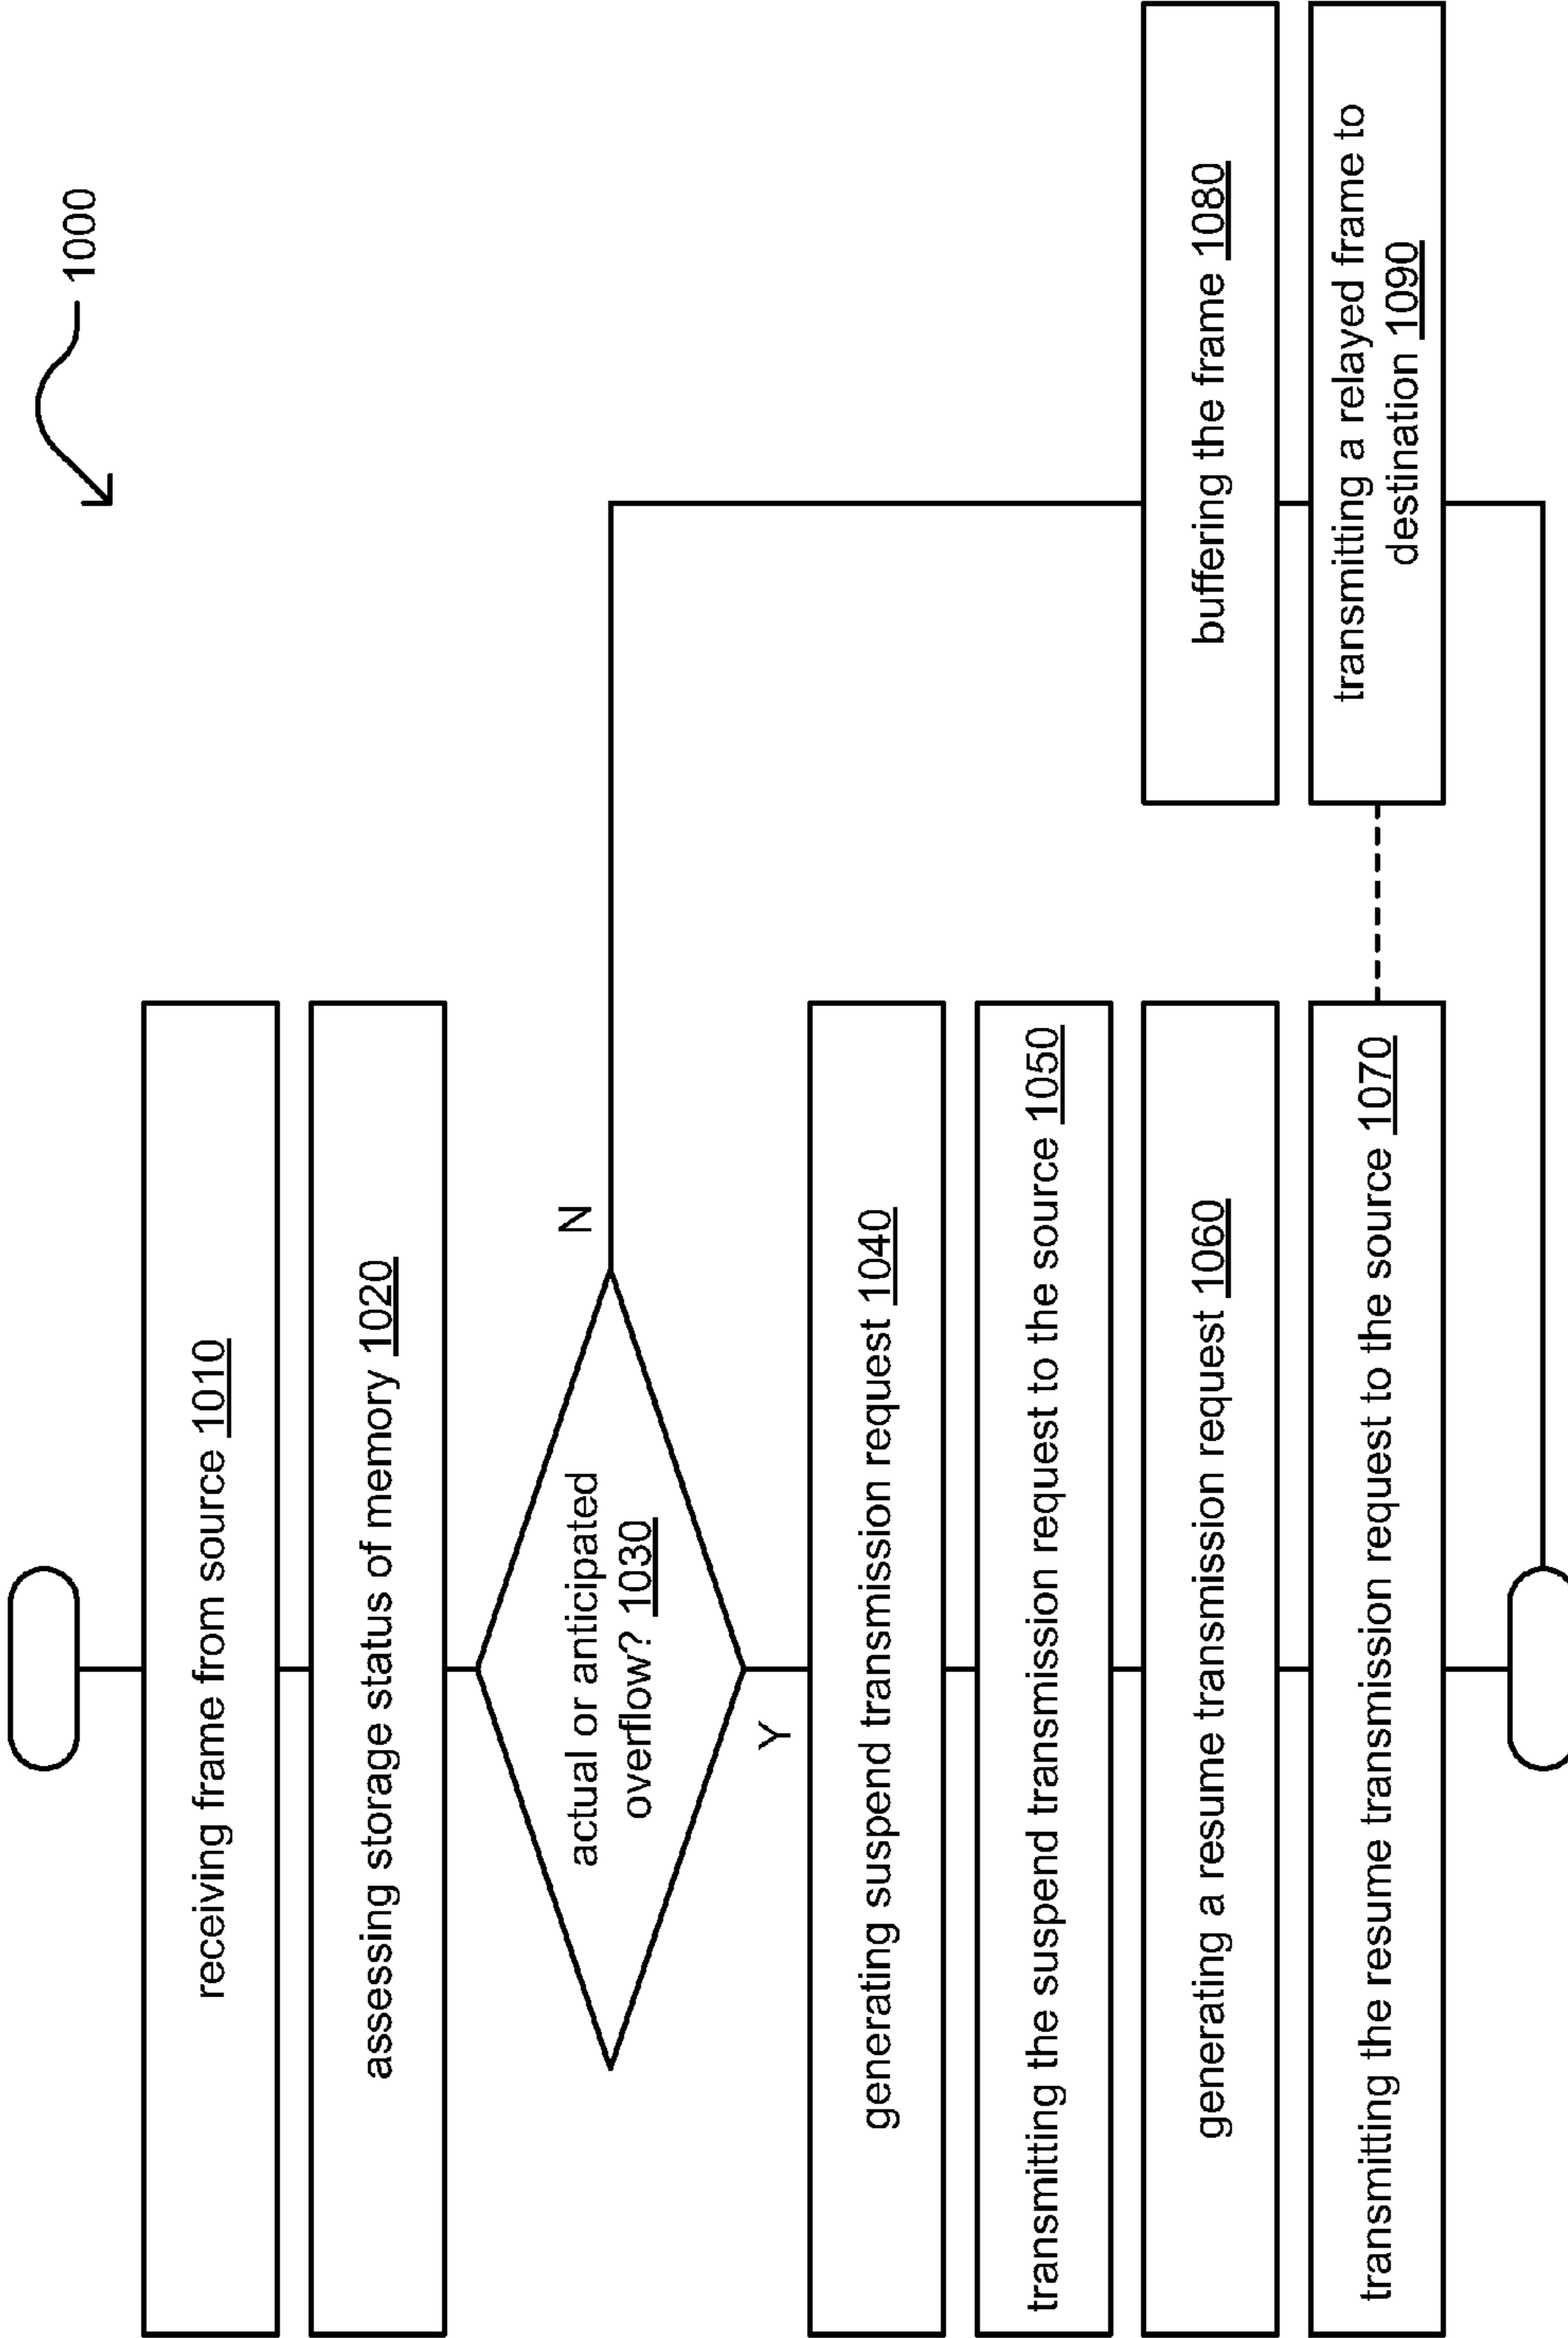 1000
receiving frame from source 1010
assessing storage status of memory 1020
actual or anticipated
overflow? 1030
N
Y
generating suspend transmission request 1040
transmitting the suspend transmission request to the source 1050
generating a resume transmission request 1060
transmitting the resume transmission request to the source 1070
buffering the frame 1080
transmitting a relayed frame to
destination 1090